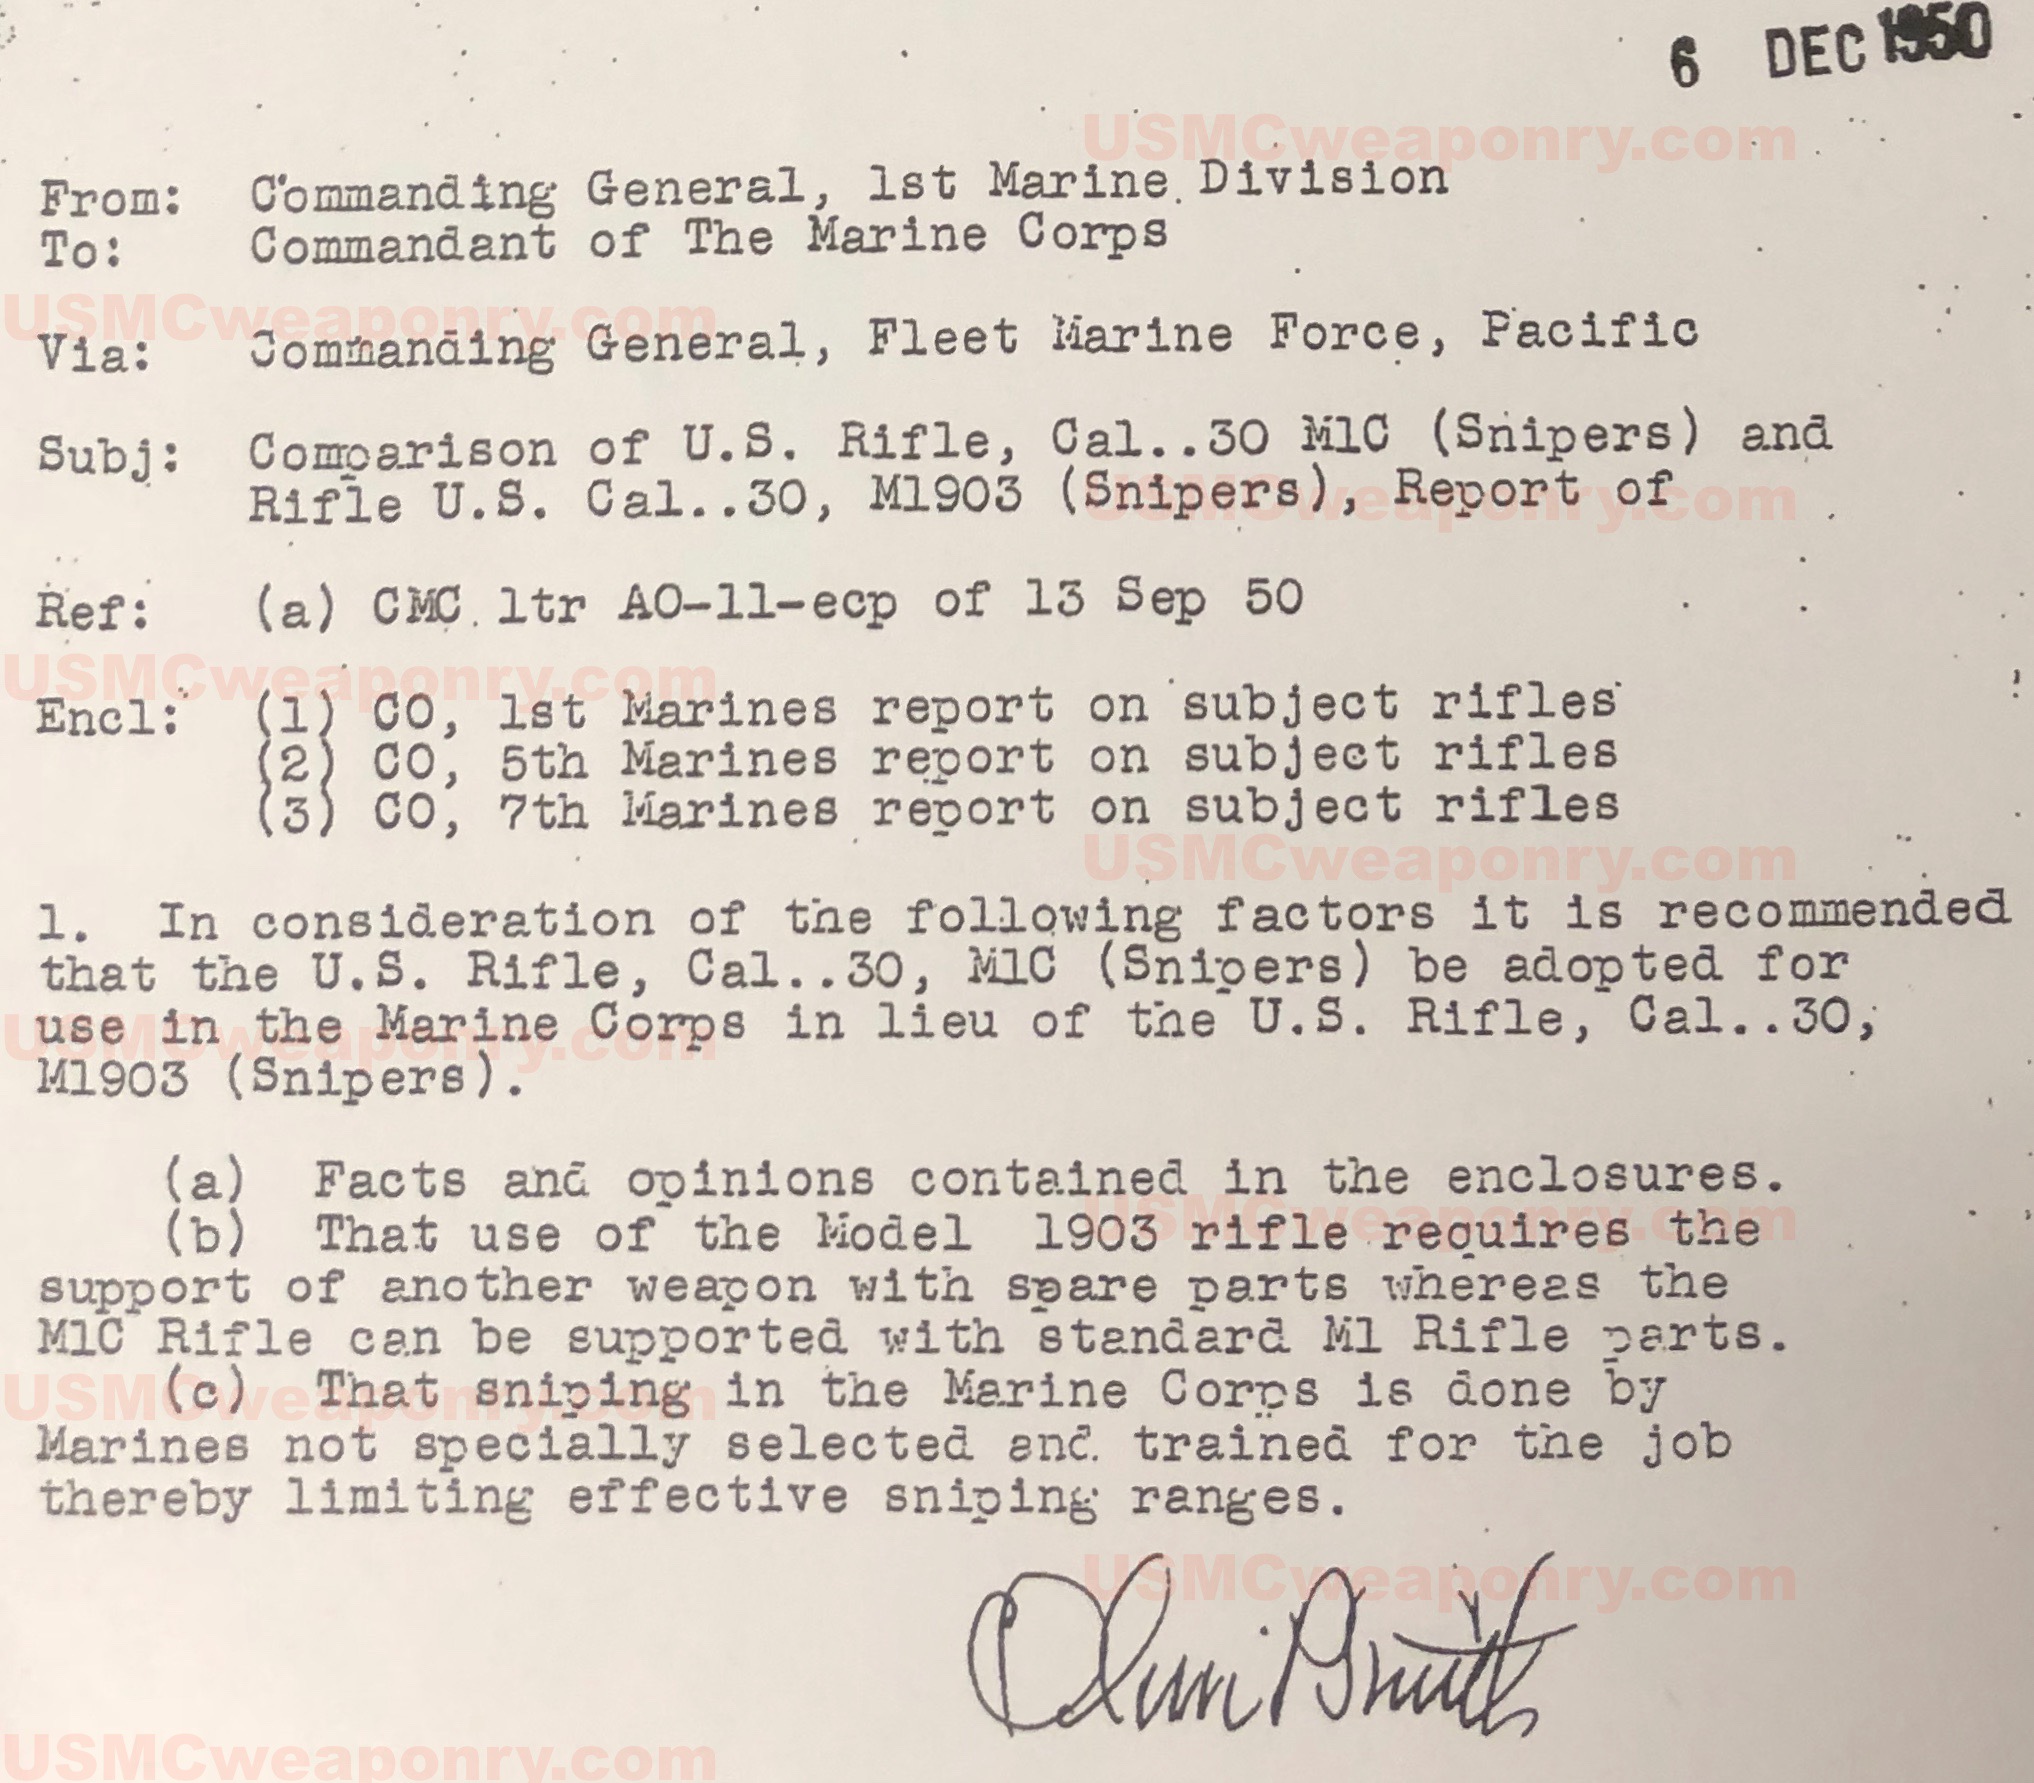 6 DEC 1950
From: Commanding General, 1st Marine Division
To: Commandant of The Marine Corps
Via: Commanding General, Fleet Marine Force, Pacific
Subj: Comparison of U.S. Rifle, Cal..30 M1C (Snipers) and
Rifle U.S. Cal..30, M1903 (Snipers), Report of
Ref: (a) CMC ltr AO-11-ecp of 13 Sep 50
Encl: (1) CO, 1st Marines report on subject rifles
(2) CO, 5th Marines report on subject rifles
(3) CO, 7th Marines report on subject rifles
1. In consideration of the following factors it is recommended
that the U.S. Rifle, Cal..30, M1C (Snipers) be adopted for
use in the Marine Corps in lieu of the U.S. Rifle, Cal..30,
M1903 (Snipers).
(a) Facts and opinions contained in the enclosures.
(b) That use of the Model 1903 rifle requires the
support of another weapon with spare parts whereas the
M1C Rifle can be supported with standard M1 Rifle parts.
(c) That sniping in the Marine Corps is done by
Marines not specially selected and trained for the job
thereby limiting effective sniping ranges.
Oliver P Smith
USMCweaponry.com
USMCweaponry.com
USMCweaponry.com
USMCweaponry.com
USMCweaponry.com
USMCweaponry.com
USMCweaponry.com
USMCweaponry.com
USMCweaponry.com
USMCweaponry.com